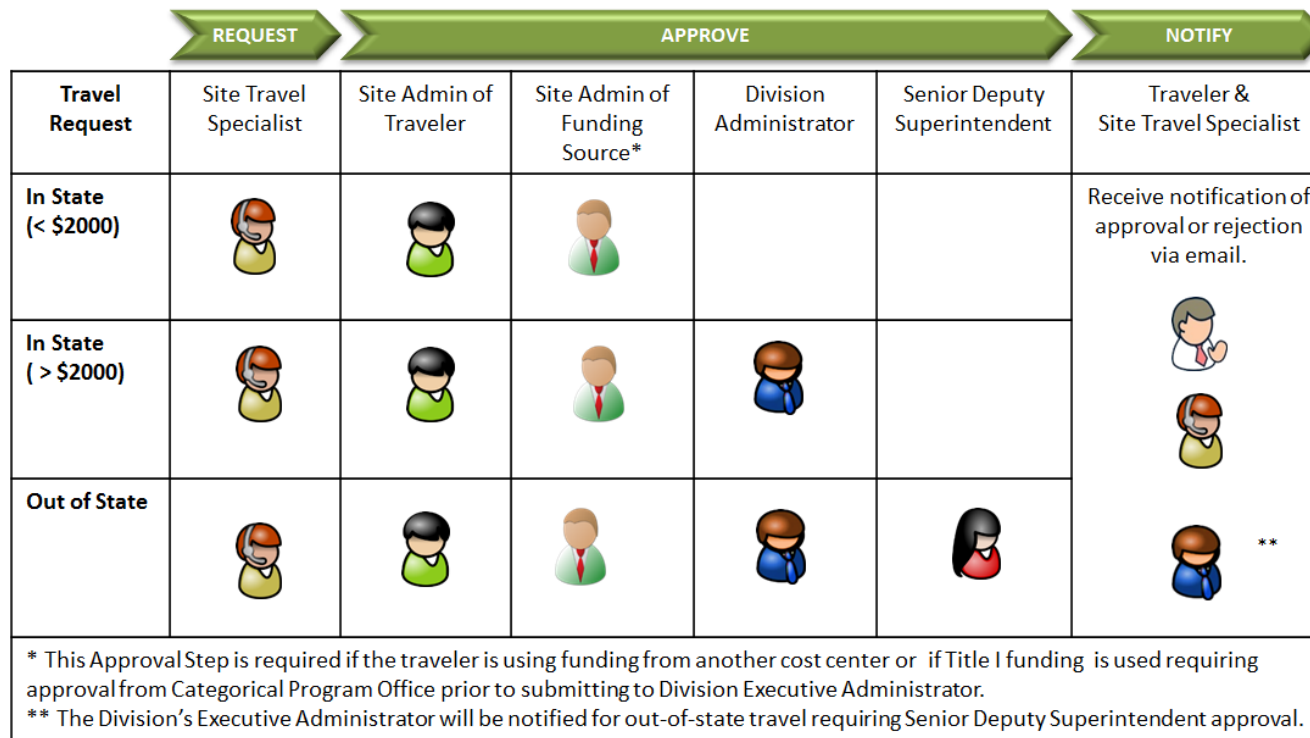 REQUEST
APPROVE
NOTIFY
Travel
Request
Site Travel
Specialist
Site Admin of
Traveler
Site Admin of
Funding
Source*
Division
Administrator
Senior Deputy
Superintendent
Traveler &
Site Travel Specialist
In State
(< $2000)
Receive notification of
approval or rejection
via email.
In State
( > $2000)
Out of State
**
* This Approval Step is required if the traveler is using funding from another cost center or if Title I funding is used requiring
approval from Categorical Program Office prior to submitting to Division Executive Administrator.
** The Division's Executive Administrator will be notified for out-of-state travel requiring Senior Deputy Superintendent approval.